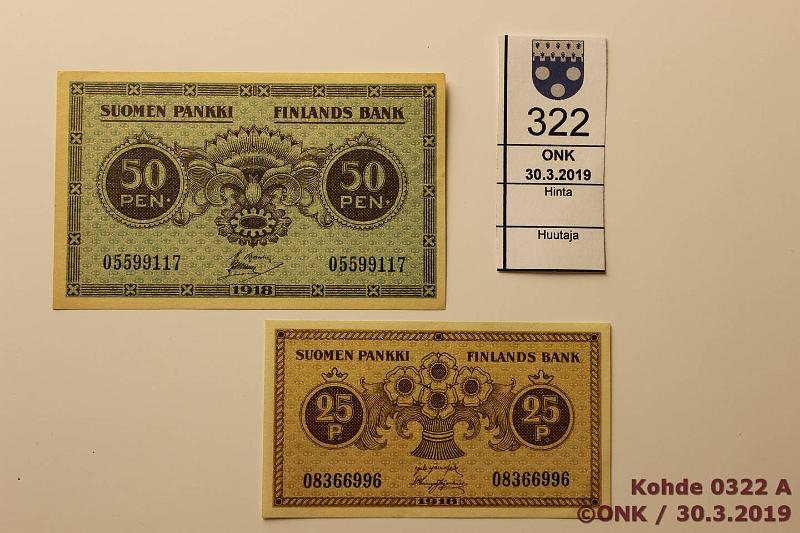 SUOMEN PANKKI FINLANDS BANK
50 PEN. 50 PEN.
05599117 05599117
1918
322
ONK
30.3.2019
Hinta
Huutaja
SUOMEN PANKKI FINLANDS BANK
25 P. 25 P.
08366996 08366996
1918
Kohde 0322 A
©ONK / 30.3.2019